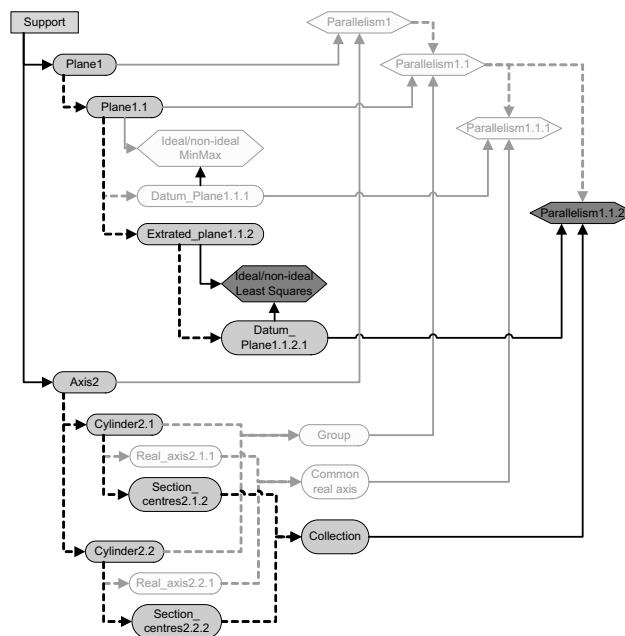 Support
Parallelism1
Plane1
Parallelism1.1
Plane1.1
Parallelism1.1.1
Ideal/non-ideal
MinMax
Datum_Plane1.1.1
Parallelism1.1.2
Extrated_plane1.1.2
Ideal/non-ideal
Least Squares
Datum_
Plane1.1.2.1
Axis2
Cylinder2.1
Group
Real_axis2.1.1
Common
real axis
Section_
centres2.1.2
Collection
Cylinder2.2
Real_axis2.2.1
Section_
centres2.2.2